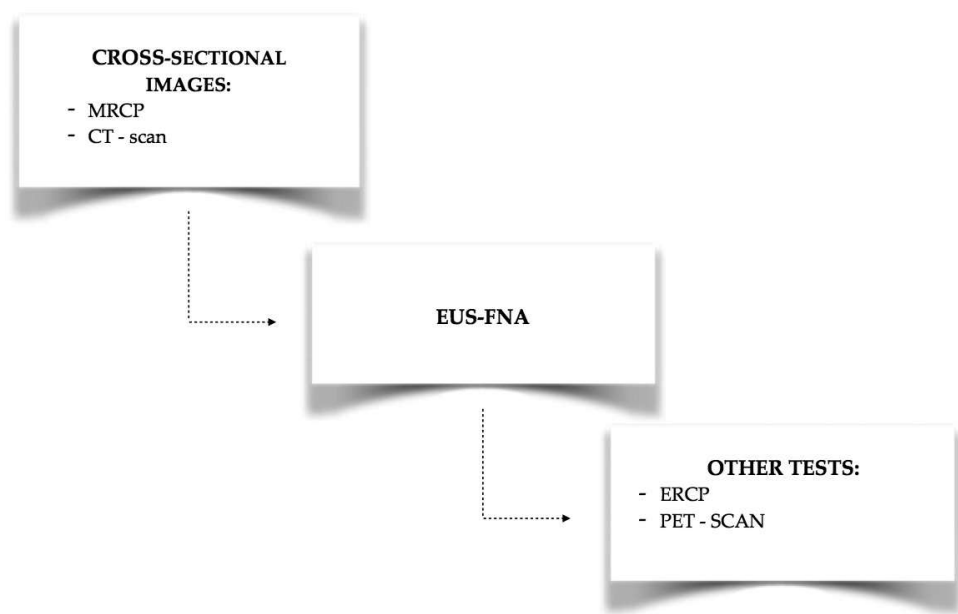 CROSS-SECTIONAL
IMAGES:
- MRCP
- CT - scan
EUS-FNA
OTHER TESTS:
- ERCP
- PET - SCAN